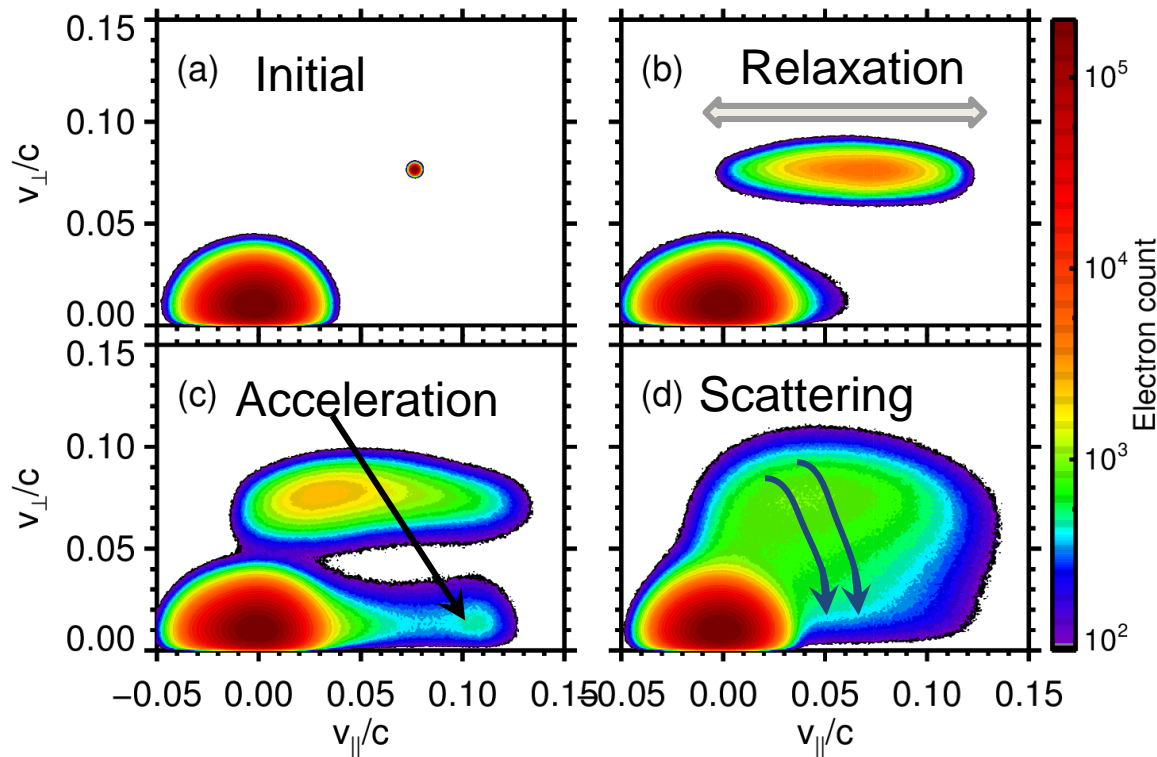 (a) Initial
(b) Relaxation
(c) Acceleration
(d) Scattering
0.15
0.10
0.05
0.00
v⊥/c
0.15
0.10
0.05
0.00
v⊥/c
−0.05 0.00 0.05 0.10 0.15
v||/c
−0.05 0.00 0.05 0.10 0.15
v||/c
10⁵
10⁴
10³
10²
Electron count